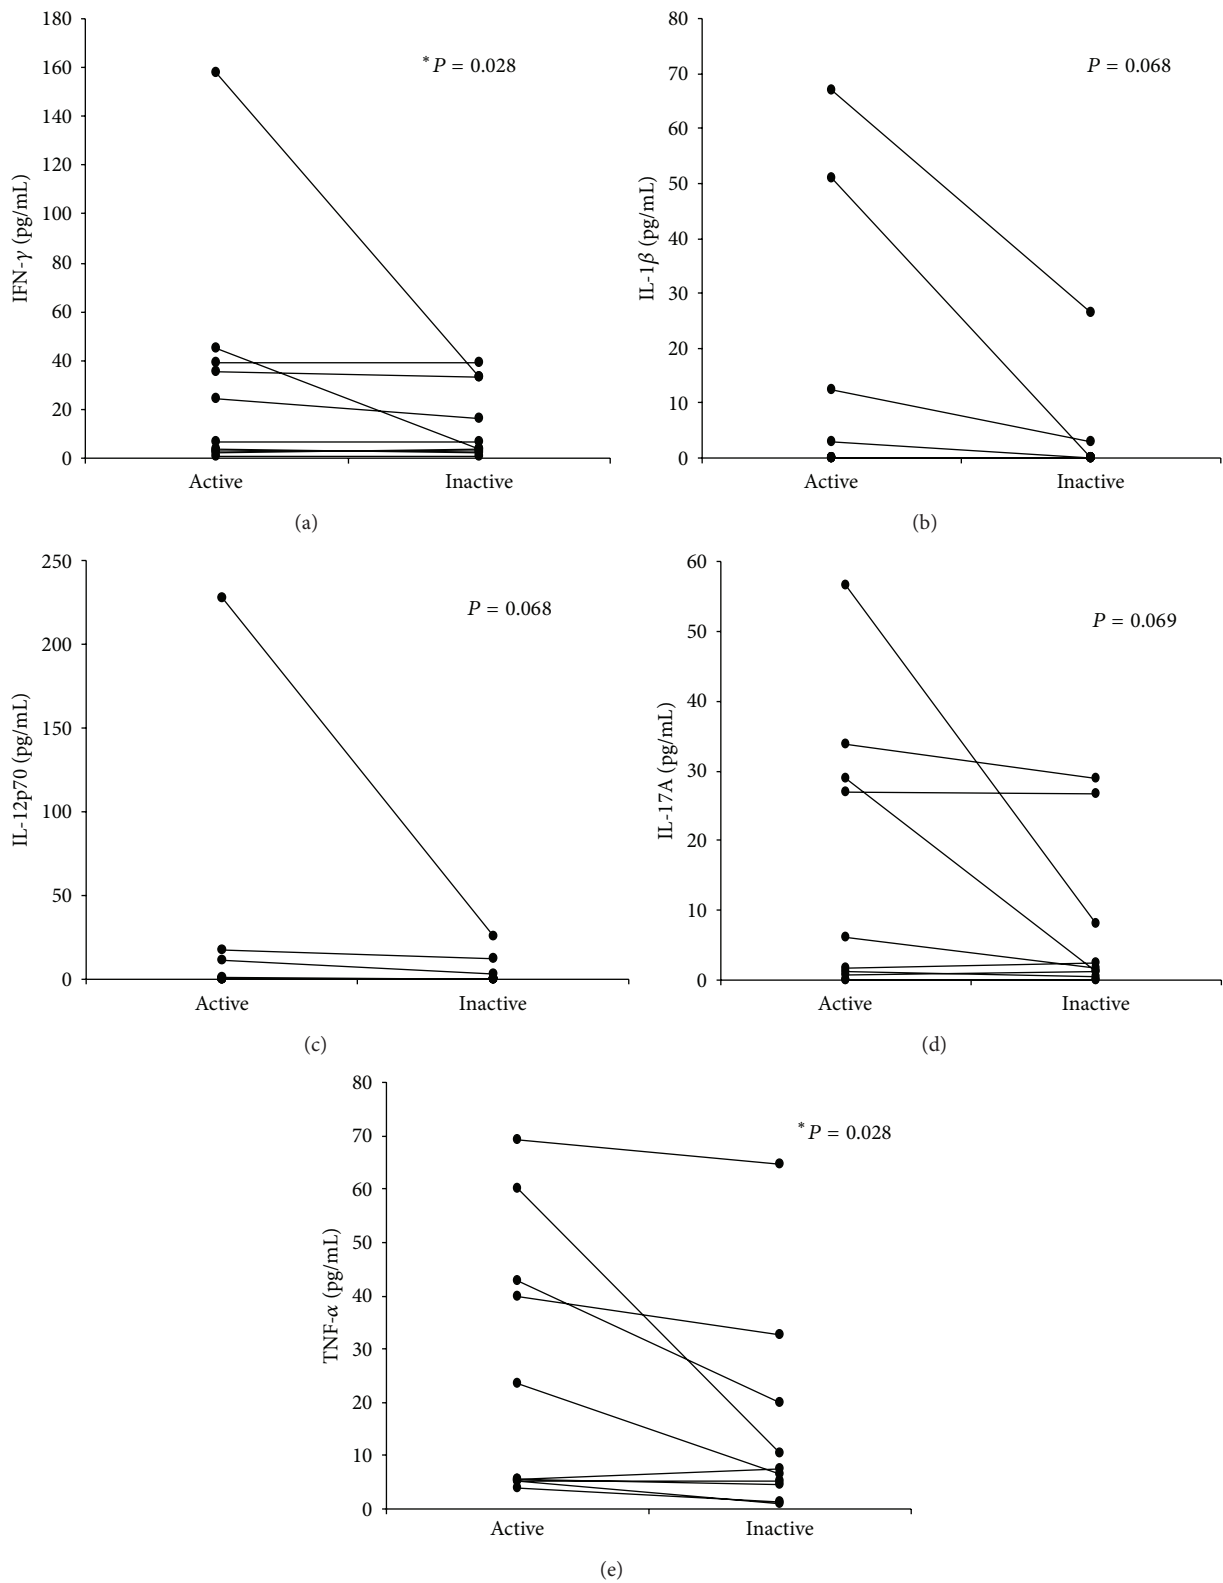 180
160
140
120
100
80
60
40
20
0
IFN-γ (pg/mL)
*P = 0.028
Active
Inactive
(a)
80
70
60
50
40
30
20
10
0
IL-1β (pg/mL)
P = 0.068
Active
Inactive
(b)
250
200
150
100
50
0
IL-12p70 (pg/mL)
P = 0.068
Active
Inactive
(c)
60
50
40
30
20
10
0
IL-17A (pg/mL)
P = 0.069
Active
Inactive
(d)
80
70
60
50
40
30
20
10
0
TNF-α (pg/mL)
*P = 0.028
Active
Inactive
(e)